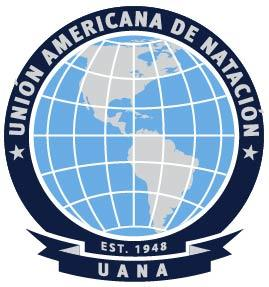 UNIÓN AMERICANA DE NATACIÓN
EST. 1948
UANA